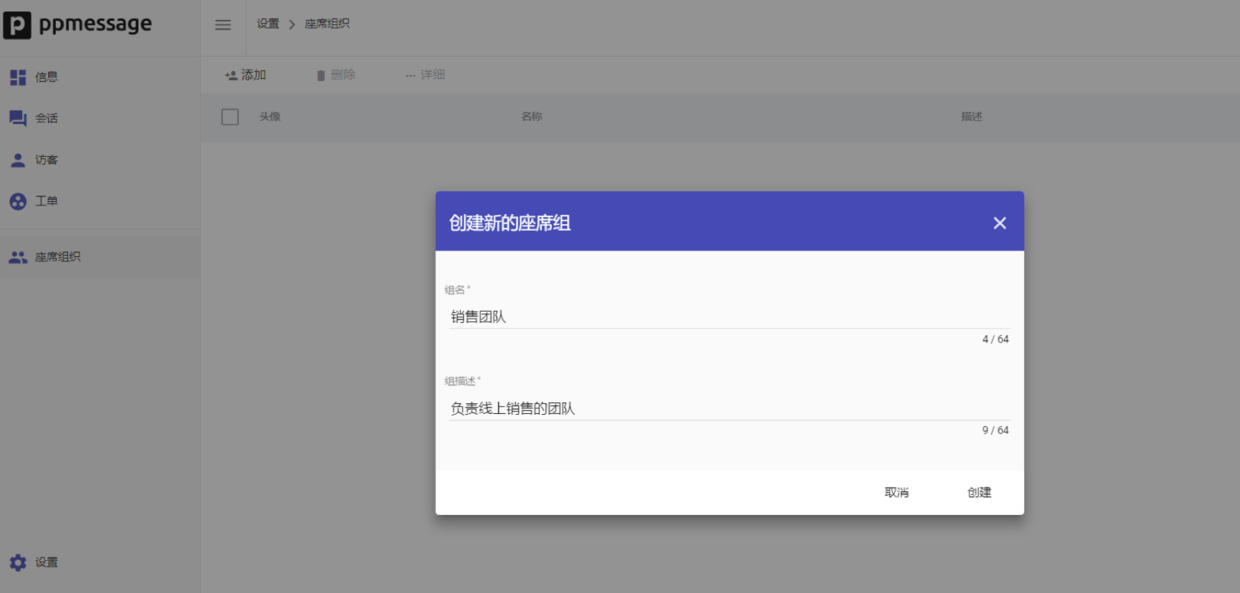 ppmessage
设置 > 座席组织
信息
会话
访客
工单
座席组织
设置
添加 删除 ... 详细
头像 名称 描述
创建新的座席组
组名 *
销售团队
4 / 64
组描述 *
负责线上销售的团队
9 / 64
取消 创建